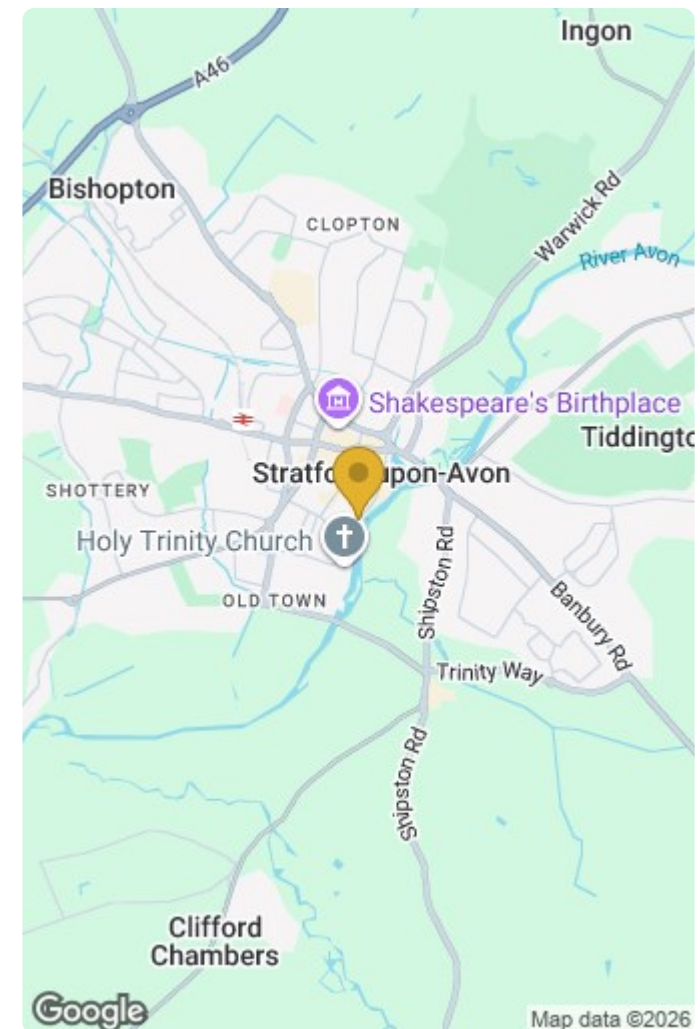 Ingon
A46
Bishopton
CLOPTON
Warwick Rd
River Avon
Shakespeare's Birthplace
Tiddingto
Stratfo upon-Avon
SHOTTERY
Holy Trinity Church
OLD TOWN
Shipston Rd
Banbury Rd
Trinity Way
Shipston Rd
Clifford
Chambers
Google
Map data ©2026